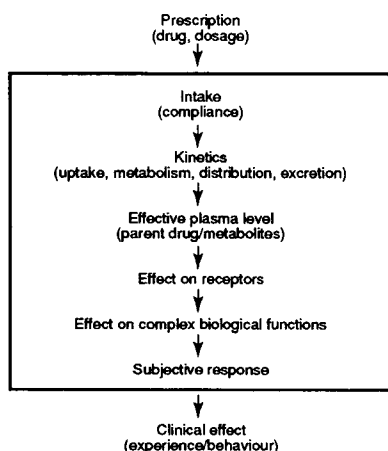 Prescription
(drug, dosage)
Intake
(compliance)
Kinetics
(uptake, metabolism, distribution, excretion)
Effective plasma level
(parent drug/metabolites)
Effect on receptors
Effect on complex biological functions
Subjective response
Clinical effect
(experience/behaviour)